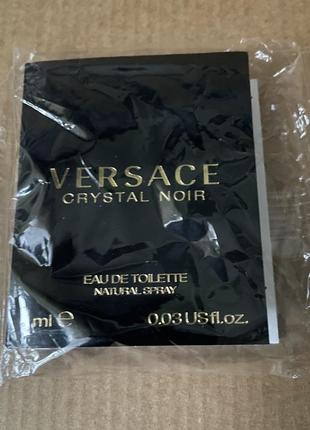 VERSACE
CRYSTAL NOIR
EAU DE TOILETTE
NATURAL SPRAY
ml e 0.03 US fl.oz.